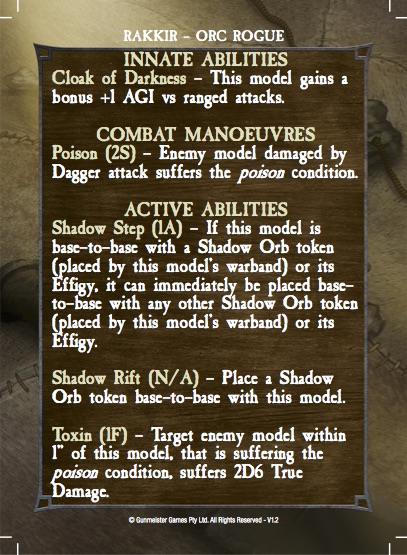 RAKKIR – ORC ROGUE
INNATE ABILITIES
Cloak of Darkness – This model gains a
bonus +1 AGI vs ranged attacks.
COMBAT MANOEUVRES
Poison (2S) – Enemy model damaged by
Dagger attack suffers the poison condition.
ACTIVE ABILITIES
Shadow Step (1A) – If this model is
base-to-base with a Shadow Orb token
(placed by this model's warband) or its
Effigy, it can immediately be placed base-
to-base with any other Shadow Orb token
(placed by this model's warband) or its
Effigy.
Shadow Rift (N/A) – Place a Shadow
Orb token base-to-base with this model.
Toxin (1F) – Target enemy model within
1" of this model, that is suffering the
poison condition, suffers 2D6 True
Damage.
© Gunmeister Games Pty Ltd. All Rights Reserved - V1.2